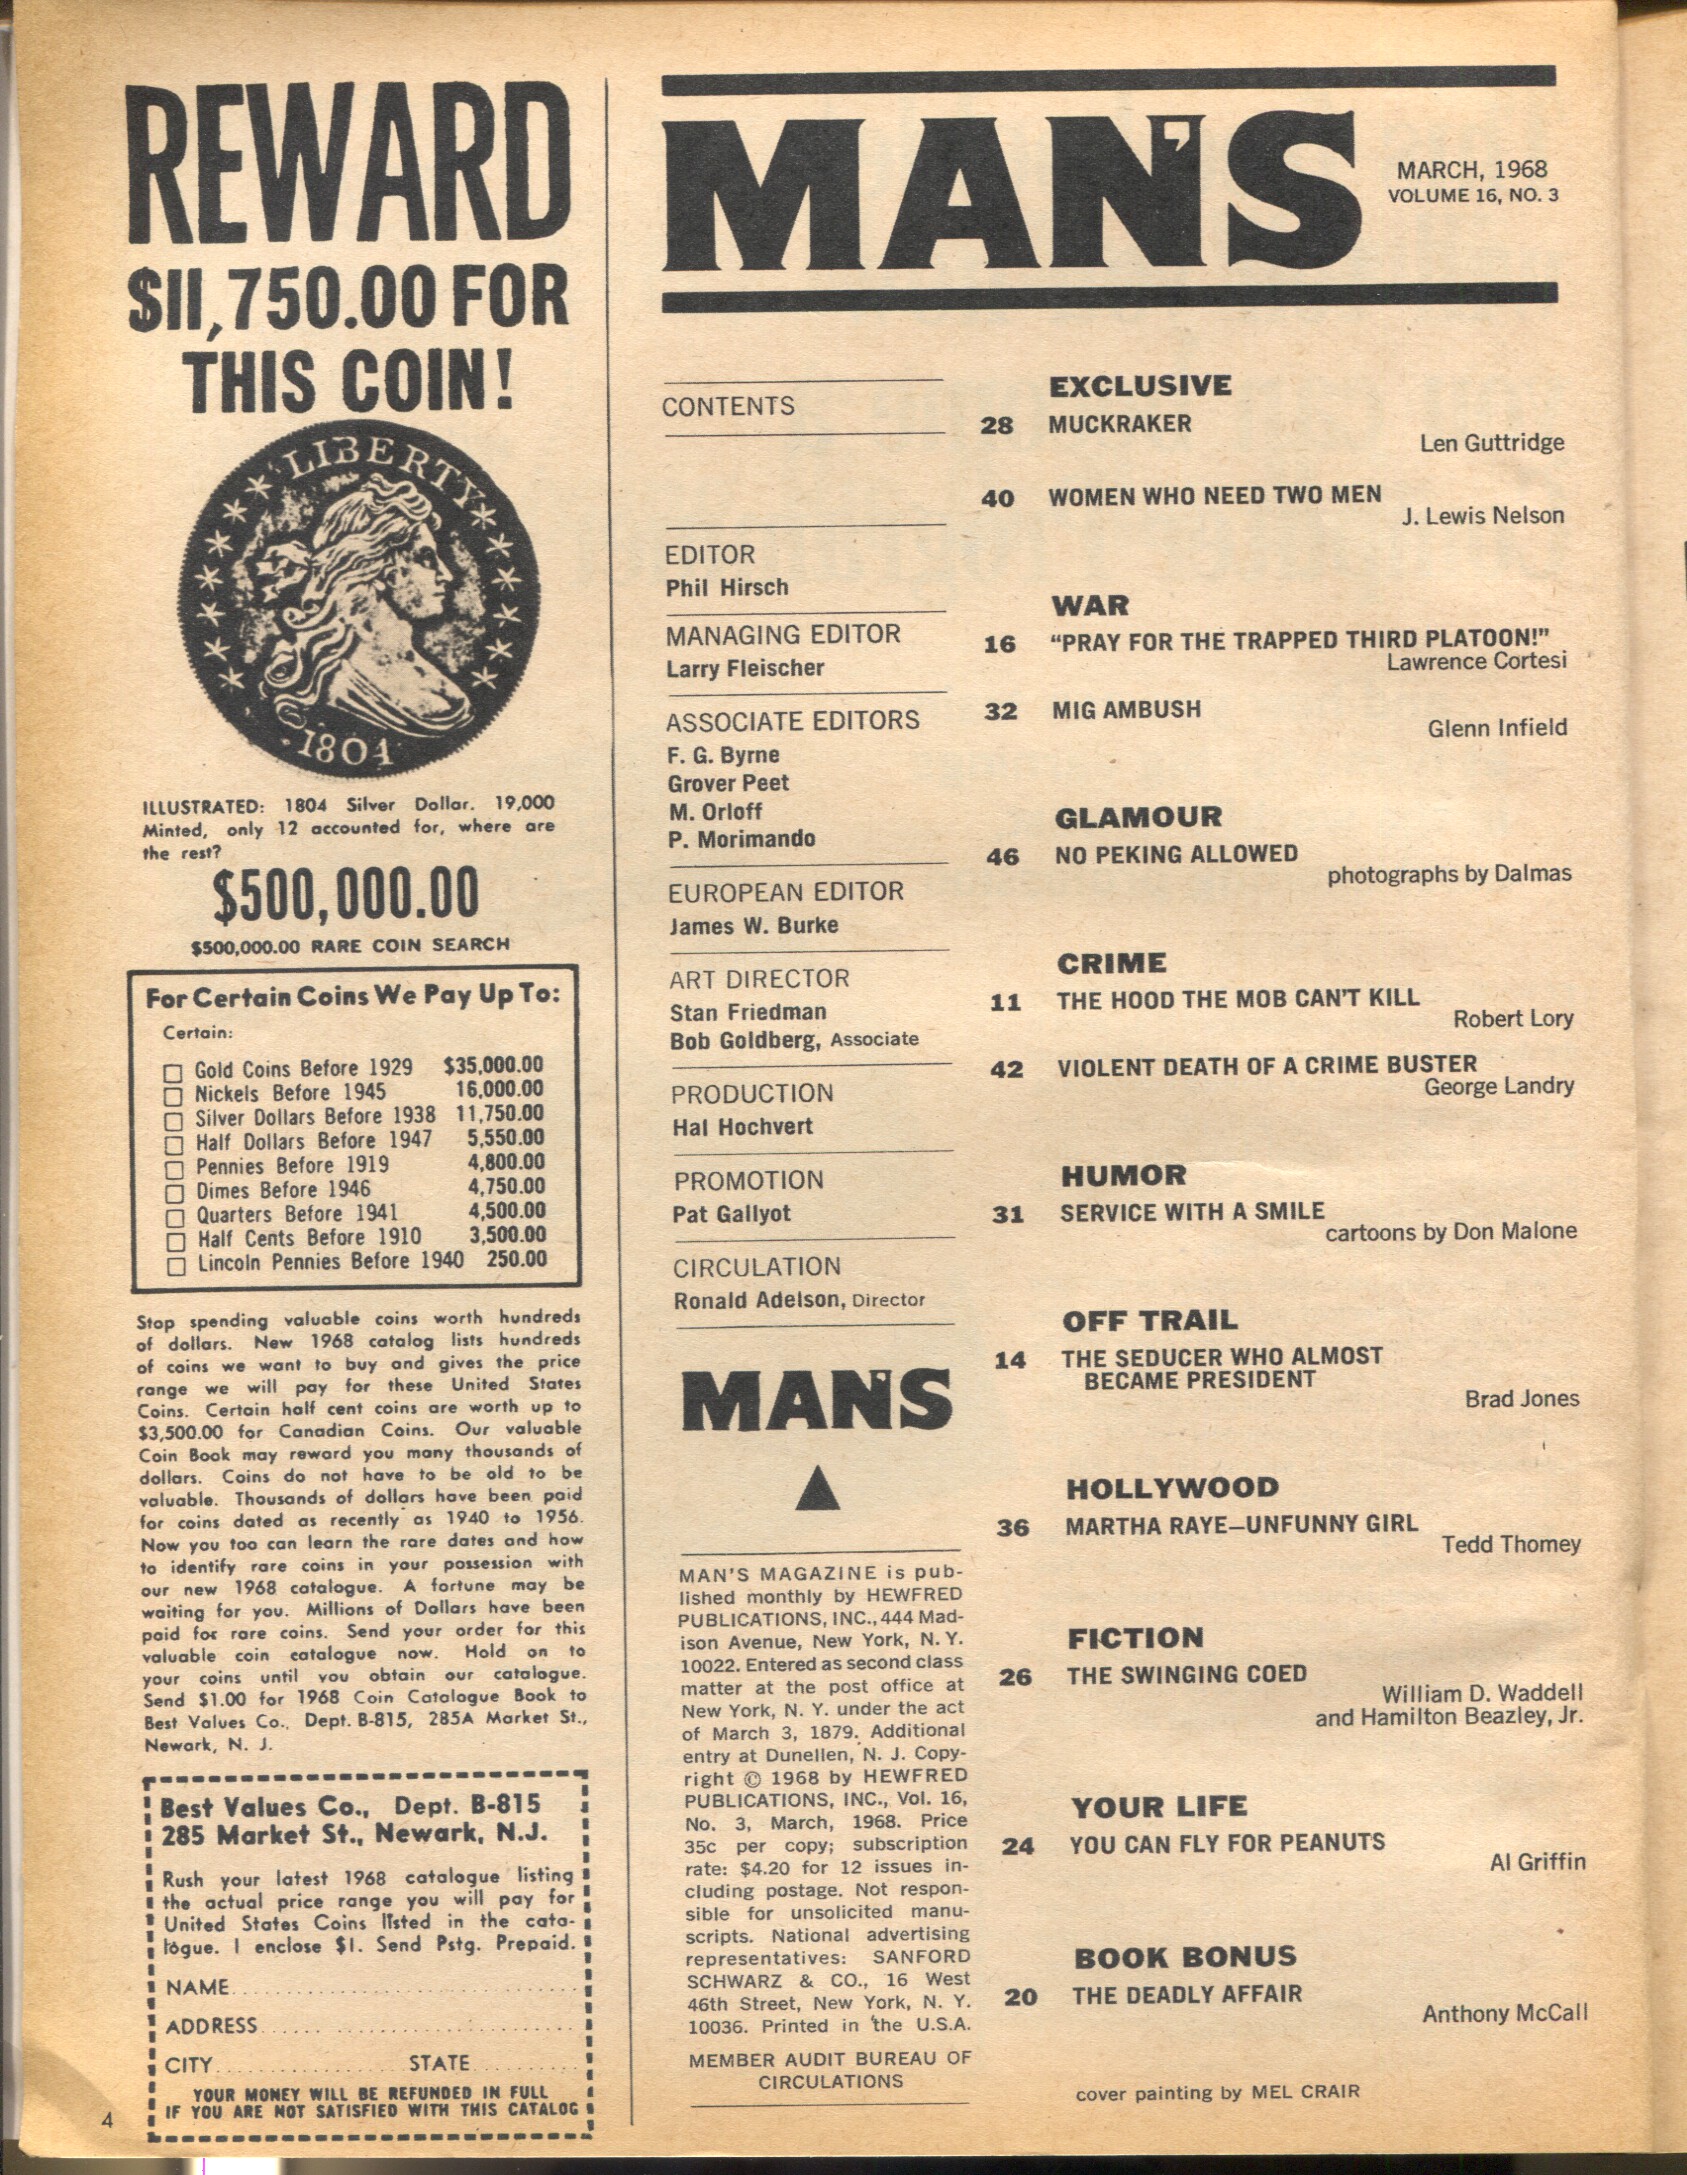 REWARD
$11,750.00 FOR
THIS COIN!
LIBERTY
1804
ILLUSTRATED: 1804 Silver Dollar. 19,000
Minted, only 12 accounted for, where are
the rest?
$500,000.00
$500,000.00 RARE COIN SEARCH
For Certain Coins We Pay Up To:
Certain:
Gold Coins Before 1929 $35,000.00
Nickels Before 1945 16,000.00
Silver Dollars Before 1938 11,750.00
Half Dollars Before 1947 5,550.00
Pennies Before 1919 4,800.00
Dimes Before 1946 4,750.00
Quarters Before 1941 4,500.00
Half Cents Before 1910 3,500.00
Lincoln Pennies Before 1940 250.00
Stop spending valuable coins worth hundreds
of dollars. New 1968 catalog lists hundreds
of coins we want to buy and gives the price
range we will pay for these United States
Coins. Certain half cent coins are worth up to
$3,500.00 for Canadian Coins. Our valuable
Coin Book may reward you many thousands of
dollars. Coins do not have to be old to be
valuable. Thousands of dollars have been paid
for coins dated as recently as 1940 to 1956.
Now you too can learn the rare dates and how
to identify rare coins in your possession with
our new 1968 catalogue. A fortune may be
waiting for you. Millions of Dollars have been
paid for rare coins. Send your order for this
valuable coin catalogue now. Hold on to
your coins until you obtain our catalogue.
Send $1.00 for 1968 Coin Catalogue Book to
Best Values Co., Dept. B-815, 285A Market St.,
Newark, N. J.
Best Values Co., Dept. B-815
285 Market St., Newark, N.J.
Rush your latest 1968 catalogue listing
the actual price range you will pay for
United States Coins listed in the cata-
logue. I enclose $1. Send Pstg. Prepaid.
NAME
ADDRESS
CITY STATE
YOUR MONEY WILL BE REFUNDED IN FULL
IF YOU ARE NOT SATISFIED WITH THIS CATALOG
4
MAN'S
MARCH, 1968
VOLUME 16, NO. 3
CONTENTS
EDITOR
Phil Hirsch
MANAGING EDITOR
Larry Fleischer
ASSOCIATE EDITORS
F. G. Byrne
Grover Peet
M. Orloff
P. Morimando
EUROPEAN EDITOR
James W. Burke
ART DIRECTOR
Stan Friedman
Bob Goldberg, Associate
PRODUCTION
Hal Hochvert
PROMOTION
Pat Gallyot
CIRCULATION
Ronald Adelson, Director
MAN'S
MAN'S MAGAZINE is pub-
lished monthly by HEWFRED
PUBLICATIONS, INC., 444 Mad-
ison Avenue, New York, N. Y.
10022. Entered as second class
matter at the post office at
New York, N. Y. under the act
of March 3, 1879. Additional
entry at Dunellen, N. J. Copy-
right © 1968 by HEWFRED
PUBLICATIONS, INC., Vol. 16,
No. 3, March, 1968. Price
35c per copy; subscription
rate: $4.20 for 12 issues in-
cluding postage. Not respon-
sible for unsolicited manu-
scripts. National advertising
representatives: SANFORD
SCHWARZ & CO., 16 West
46th Street, New York, N. Y.
10036. Printed in the U.S.A.
MEMBER AUDIT BUREAU OF
CIRCULATIONS
EXCLUSIVE
28 MUCKRAKER
Len Guttridge
40 WOMEN WHO NEED TWO MEN
J. Lewis Nelson
WAR
16 “PRAY FOR THE TRAPPED THIRD PLATOON!”
Lawrence Cortesi
32 MIG AMBUSH
Glenn Infield
GLAMOUR
46 NO PEKING ALLOWED
photographs by Dalmas
CRIME
11 THE HOOD THE MOB CAN'T KILL
Robert Lory
42 VIOLENT DEATH OF A CRIME BUSTER
George Landry
HUMOR
31 SERVICE WITH A SMILE
cartoons by Don Malone
OFF TRAIL
14 THE SEDUCER WHO ALMOST
BECAME PRESIDENT
Brad Jones
HOLLYWOOD
36 MARTHA RAYE—UNFUNNY GIRL
Tedd Thomey
FICTION
26 THE SWINGING COED
William D. Waddell
and Hamilton Beazley, Jr.
YOUR LIFE
24 YOU CAN FLY FOR PEANUTS
Al Griffin
BOOK BONUS
20 THE DEADLY AFFAIR
Anthony McCall
cover painting by MEL CRAIR